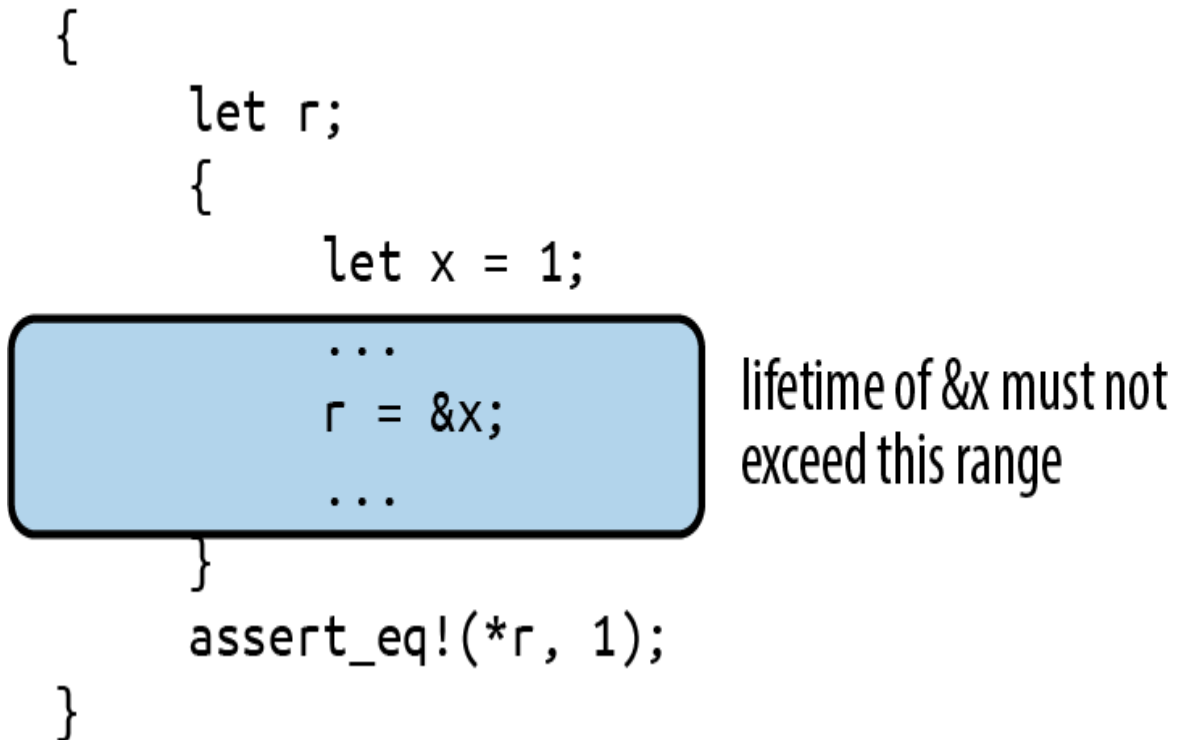 {
let r;
{
let x = 1;
...
r = &x;
...
}
assert_eq!(*r, 1);
}
lifetime of &x must not
exceed this range